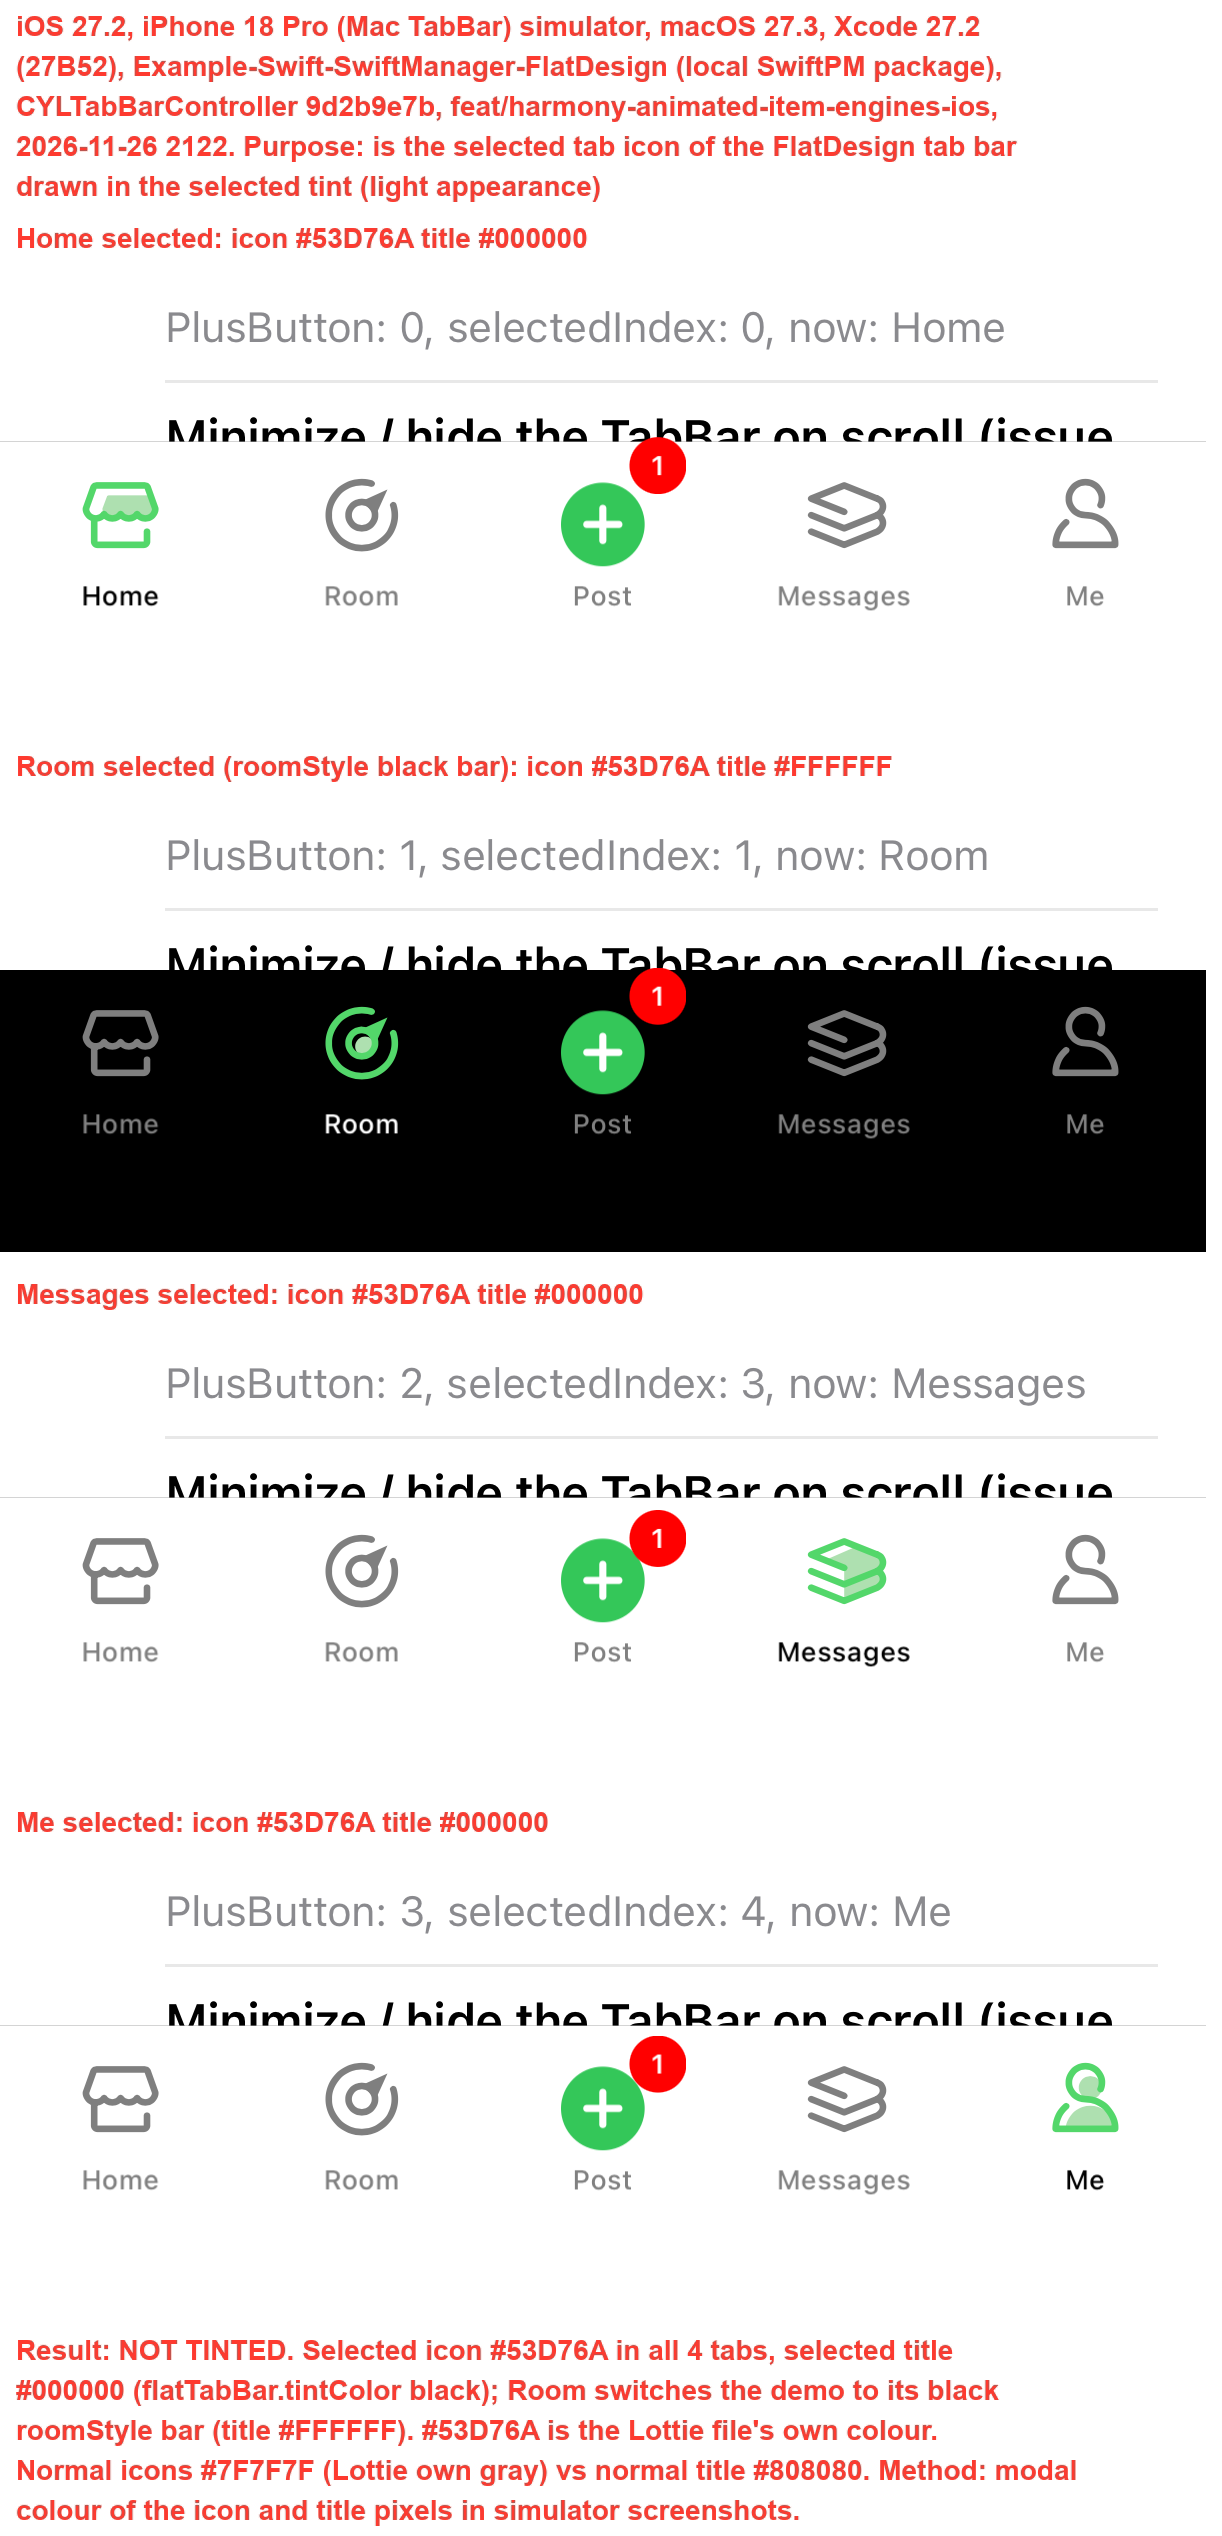 iOS 27.2, iPhone 18 Pro (Mac TabBar) simulator, macOS 27.3, Xcode 27.2
(27B52), Example-Swift-SwiftManager-FlatDesign (local SwiftPM package),
CYLTabBarController 9d2b9e7b, feat/harmony-animated-item-engines-ios,
2026-11-26 2122. Purpose: is the selected tab icon of the FlatDesign tab bar
drawn in the selected tint (light appearance)
Home selected: icon #53D76A title #000000
PlusButton: 0, selectedIndex: 0, now: Home
Minimize / hide the TabBar on scroll (issue
1
Home Room Post Messages Me
Room selected (roomStyle black bar): icon #53D76A title #FFFFFF
PlusButton: 1, selectedIndex: 1, now: Room
Minimize / hide the TabBar on scroll (issue
1
Home Room Post Messages Me
Messages selected: icon #53D76A title #000000
PlusButton: 2, selectedIndex: 3, now: Messages
Minimize / hide the TabBar on scroll (issue
1
Home Room Post Messages Me
Me selected: icon #53D76A title #000000
PlusButton: 3, selectedIndex: 4, now: Me
Minimize / hide the TabBar on scroll (issue
1
Home Room Post Messages Me
Result: NOT TINTED. Selected icon #53D76A in all 4 tabs, selected title
#000000 (flatTabBar.tintColor black); Room switches the demo to its black
roomStyle bar (title #FFFFFF). #53D76A is the Lottie file's own colour.
Normal icons #7F7F7F (Lottie own gray) vs normal title #808080. Method: modal
colour of the icon and title pixels in simulator screenshots.